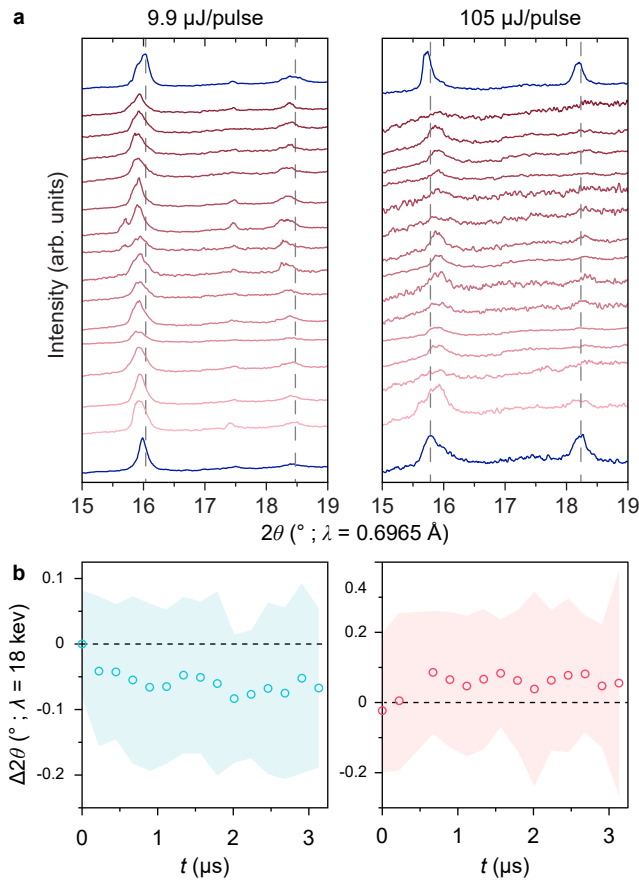 a
9.9 µJ/pulse
105 µJ/pulse
Intensity (arb. units)
15 16 17 18 19
15 16 17 18 19
2θ (° ; λ = 0.6965 Å)
b
Δ2θ (° ; λ = 18 kev)
0.1
0
-0.1
-0.2
0.4
0.2
0
-0.2
0 1 2 3
0 1 2 3
t (µs)
t (µs)